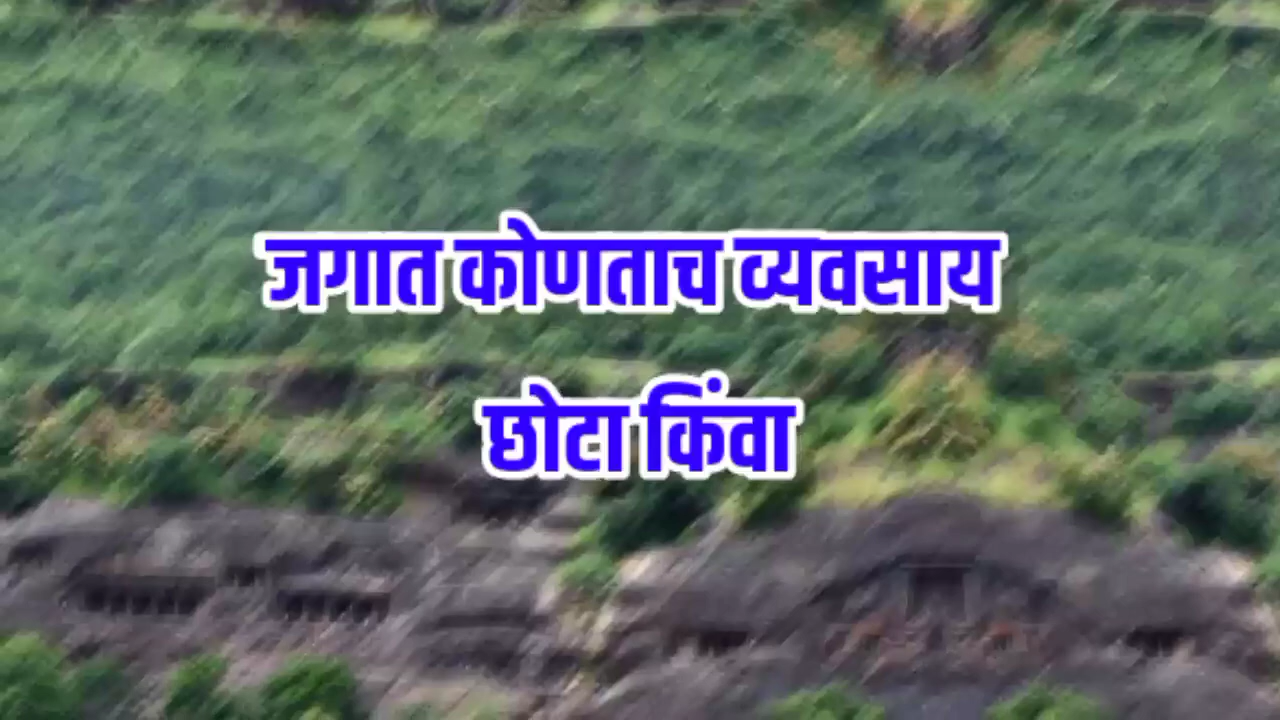 जगात कोणताच व्यवसाय
छोटा किंवा